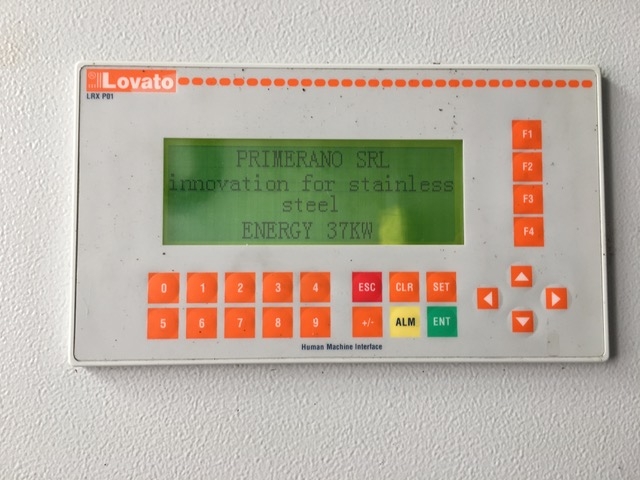 Lovato
LRX P01
PRIMERANO SRL
innovation for stainless
steel
ENERGY 37KW
F1
F2
F3
F4
0 1 2 3 4 ESC CLR SET
5 6 7 8 9 +/- ALM ENT
Human Machine Interface